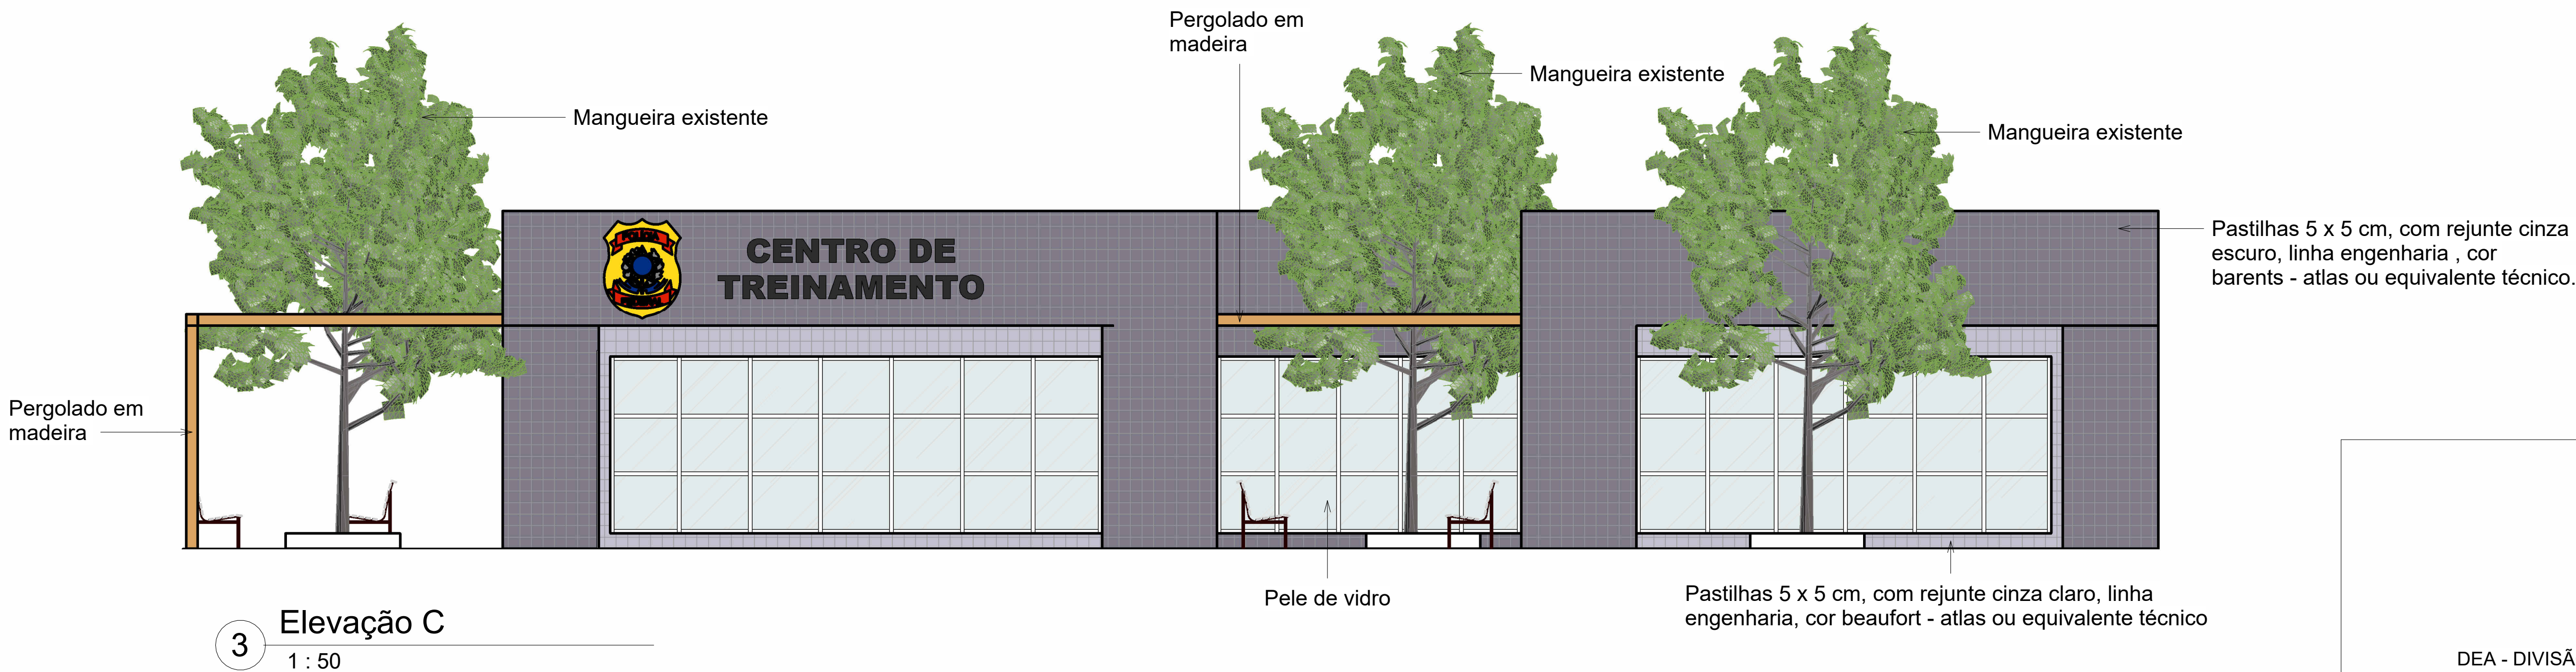 Pergolado em
madeira
Mangueira existente
Mangueira existente
Mangueira existente
Pastilhas 5 x 5 cm, com rejunte cinza
escuro, linha engenharia , cor
barents - atlas ou equivalente técnico.
POLÍCIA
FEDERAL
CENTRO DE
TREINAMENTO
Pergolado em
madeira
Pele de vidro
Pastilhas 5 x 5 cm, com rejunte cinza claro, linha
engenharia, cor beaufort - atlas ou equivalente técnico
3
Elevação C
1 : 50
DEA - DIVISÃ